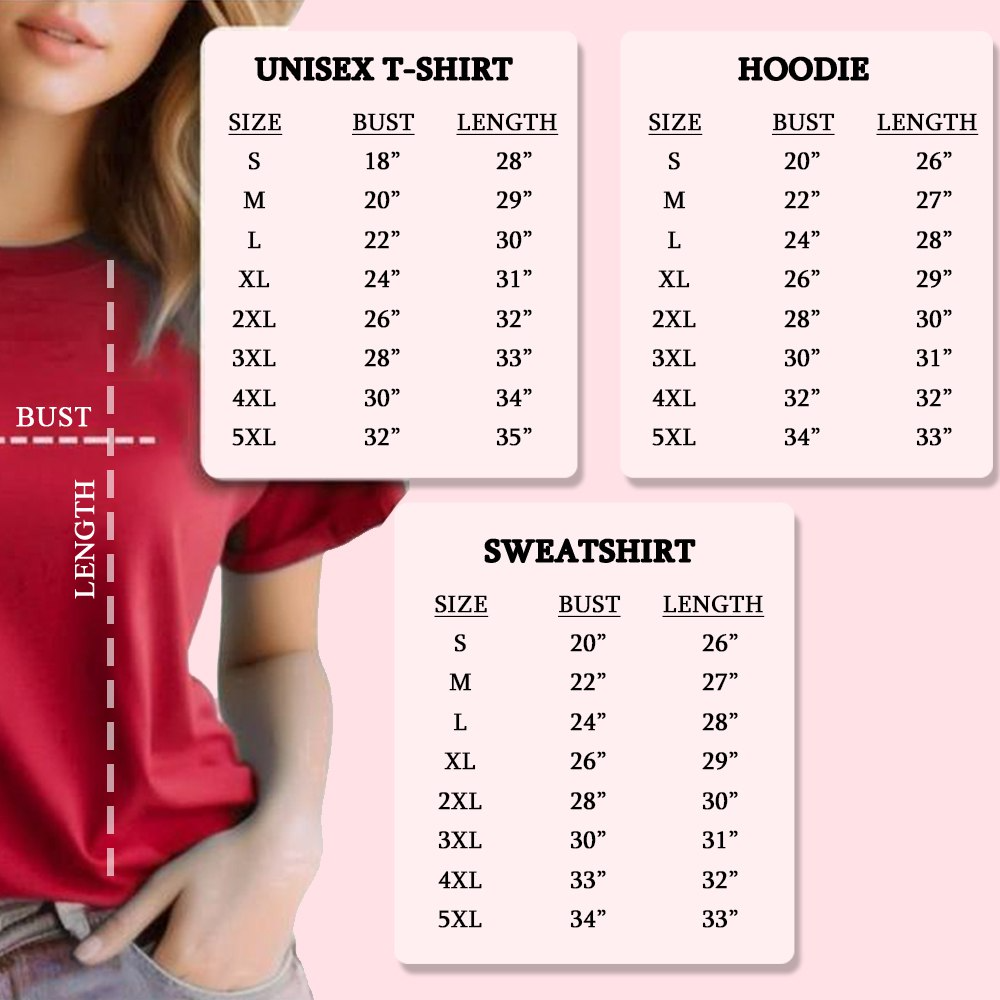 UNISEX T-SHIRT
SIZE BUST LENGTH
S 18” 28”
M 20” 29”
L 22” 30”
XL 24” 31”
2XL 26” 32”
3XL 28” 33”
4XL 30” 34”
5XL 32” 35”
HOODIE
SIZE BUST LENGTH
S 20” 26”
M 22” 27”
L 24” 28”
XL 26” 29”
2XL 28” 30”
3XL 30” 31”
4XL 32” 32”
5XL 34” 33”
BUST
LENGTH
SWEATSHIRT
SIZE BUST LENGTH
S 20” 26”
M 22” 27”
L 24” 28”
XL 26” 29”
2XL 28” 30”
3XL 30” 31”
4XL 33” 32”
5XL 34” 33”